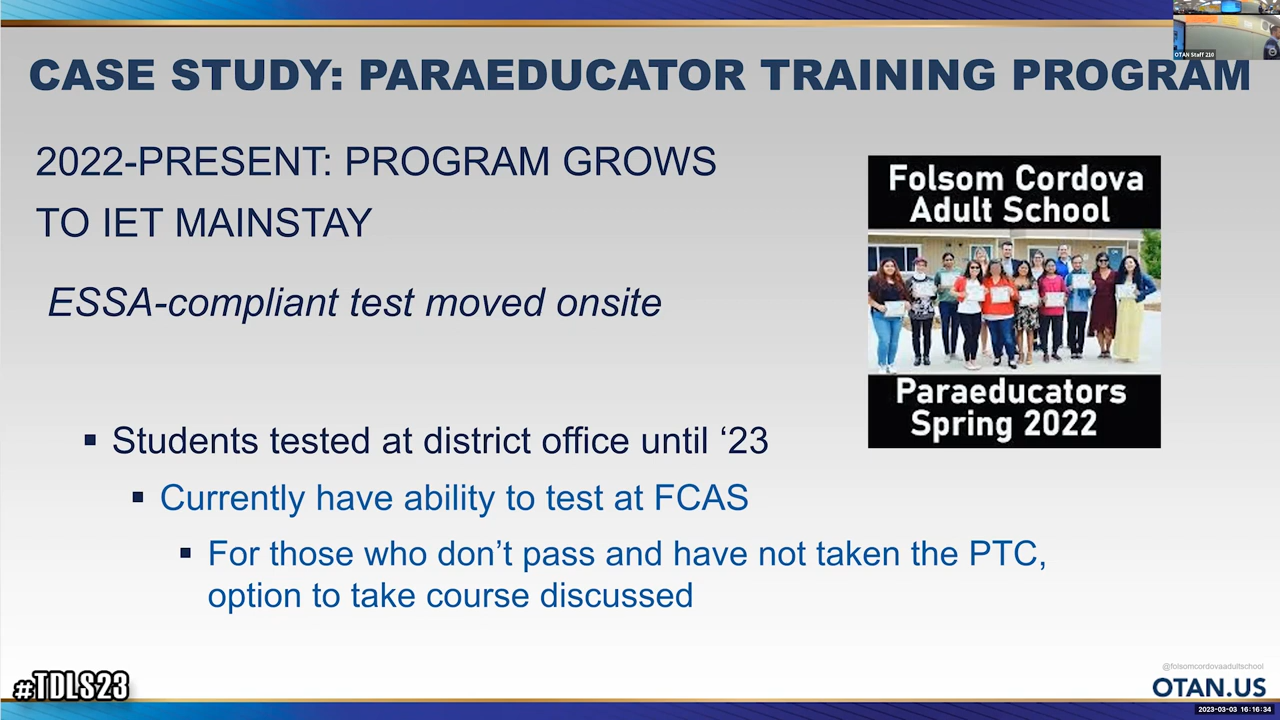 OTAN Staff 210
CASE STUDY: PARAEDUCATOR TRAINING PROGRAM
2022-PRESENT: PROGRAM GROWS
TO IET MAINSTAY
ESSA-compliant test moved onsite
Folsom Cordova
Adult School
Paraeducators
Spring 2022
▪ Students tested at district office until ‘23
▪ Currently have ability to test at FCAS
▪ For those who don’t pass and have not taken the PTC,
option to take course discussed
#TDLS23
@folsomcordovaadultschool
OTAN.US
2023-03-03 16:16:34